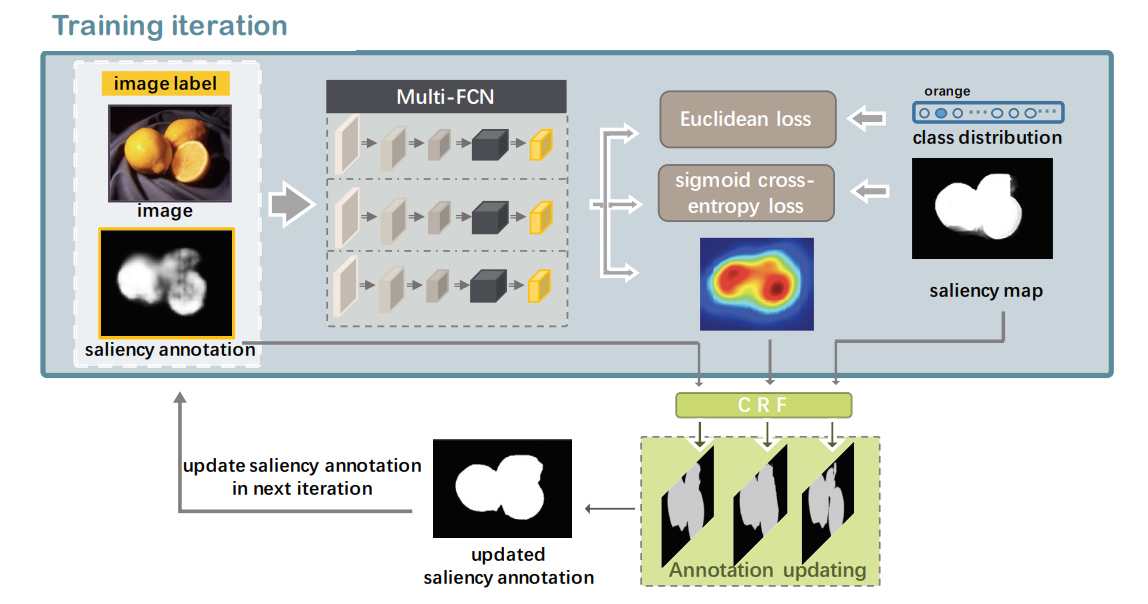 Training iteration
image label
image
saliency annotation
Multi-FCN
Euclidean loss
sigmoid cross-
entropy loss
orange
class distribution
saliency map
CRF
Annotation updating
updated
saliency annotation
update saliency annotation
in next iteration